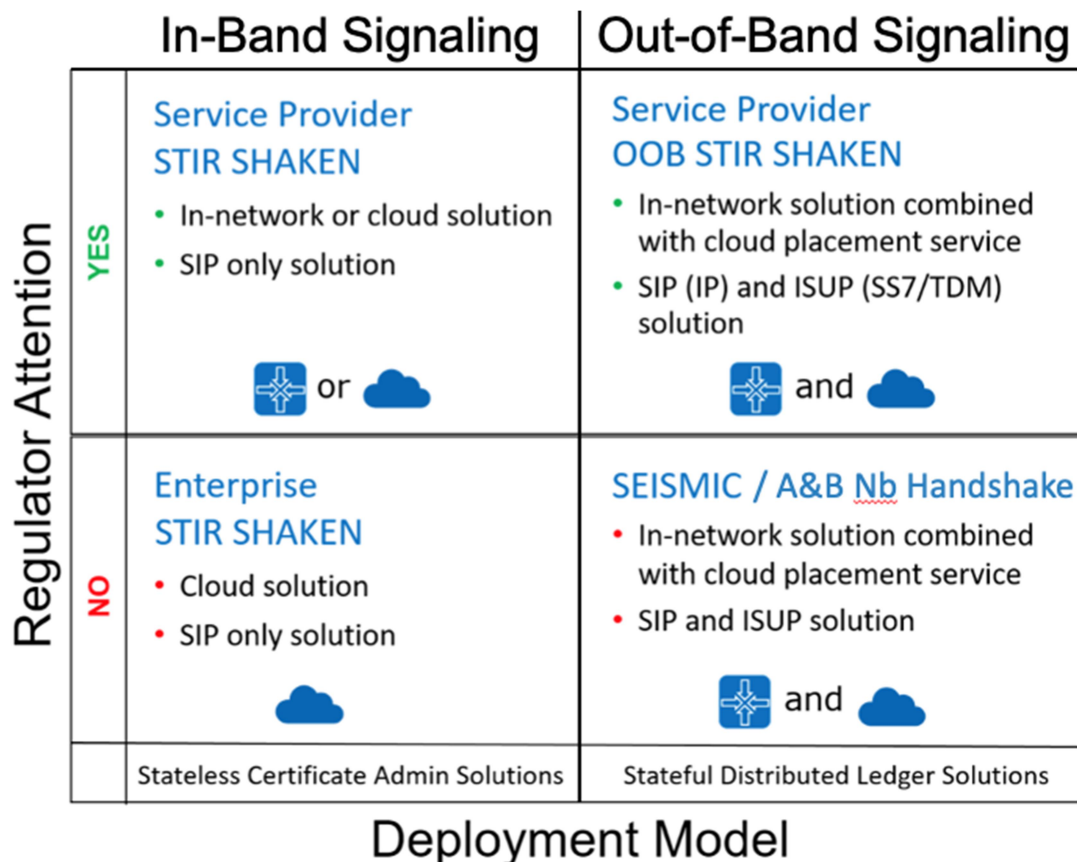 In-Band Signaling
Out-of-Band Signaling
Regulator Attention
YES
Service Provider
STIR SHAKEN
• In-network or cloud solution
• SIP only solution
or
Service Provider
OOB STIR SHAKEN
• In-network solution combined
with cloud placement service
• SIP (IP) and ISUP (SS7/TDM)
solution
and
NO
Enterprise
STIR SHAKEN
• Cloud solution
• SIP only solution
SEISMIC / A&B Nb Handshake
• In-network solution combined
with cloud placement service
• SIP and ISUP solution
and
Stateless Certificate Admin Solutions
Stateful Distributed Ledger Solutions
Deployment Model